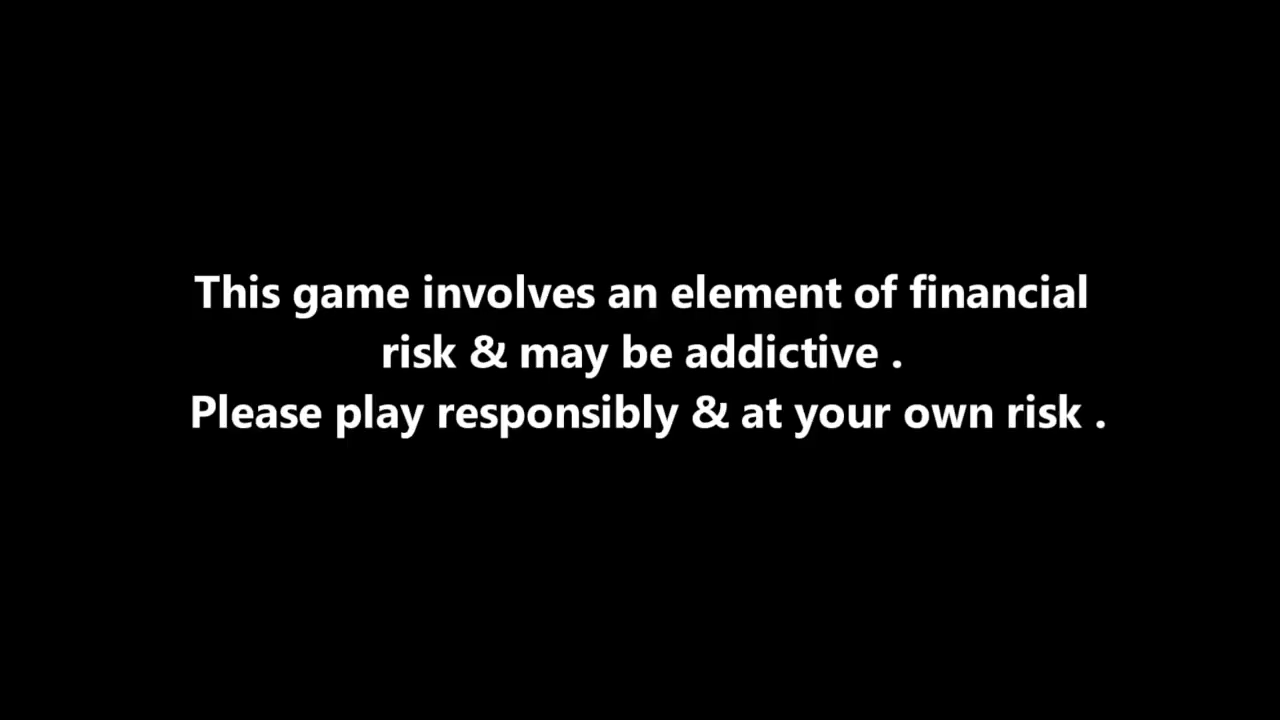 This game involves an element of financial
risk & may be addictive .
Please play responsibly & at your own risk .